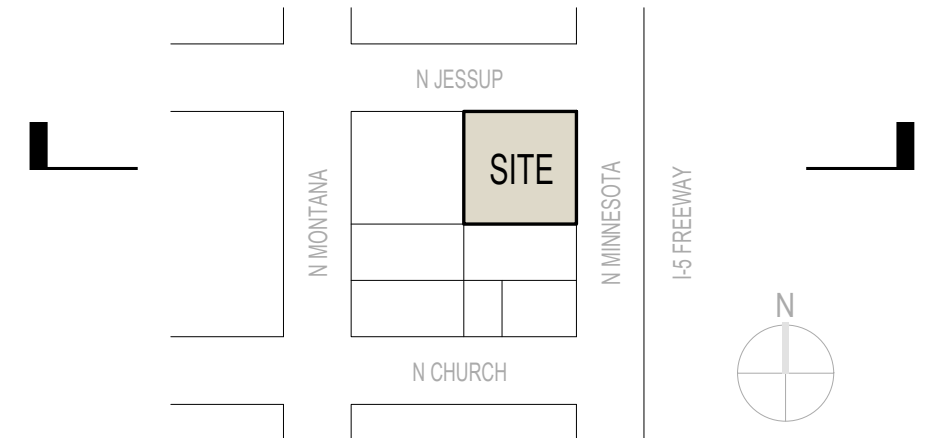 N JESSUP
SITE
N MONTANA
N MINNESOTA
I-5 FREEWAY
N
N CHURCH